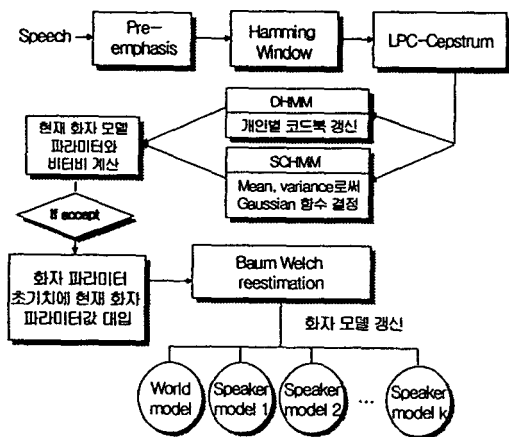 Speech
Pre-
emphasis
Hamming
Window
LPC-Cepstrum
DHMM
개인별 코드북 갱신
SCHMM
Mean, variance로써
Gaussian 함수 결정
현재 화자 모델
파라미터와
비터비 계산
If accept
화자 파라미터
초기치에 현재 화자
파라미터값 대입
Baum Welch
reestimation
화자 모델 갱신
World
model
Speaker
model 1
Speaker
model 2
...
Speaker
model k